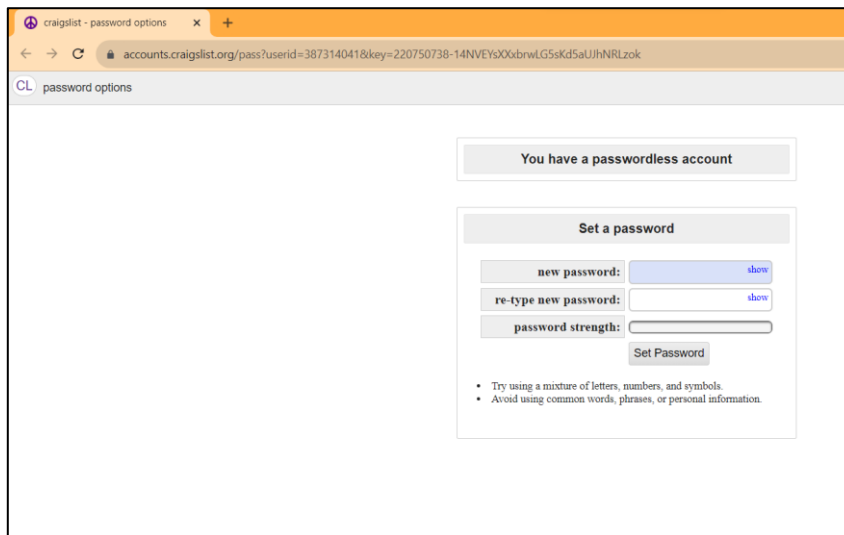 craigslist - password options
accounts.craigslist.org/pass?userid=387314041&key=220750738-14NVEYsXXxbrwLG5sKd5aUJhNRLzok
CL password options
You have a passwordless account
Set a password
new password: show
re-type new password: show
password strength:
Set Password
• Try using a mixture of letters, numbers, and symbols.
• Avoid using common words, phrases, or personal information.